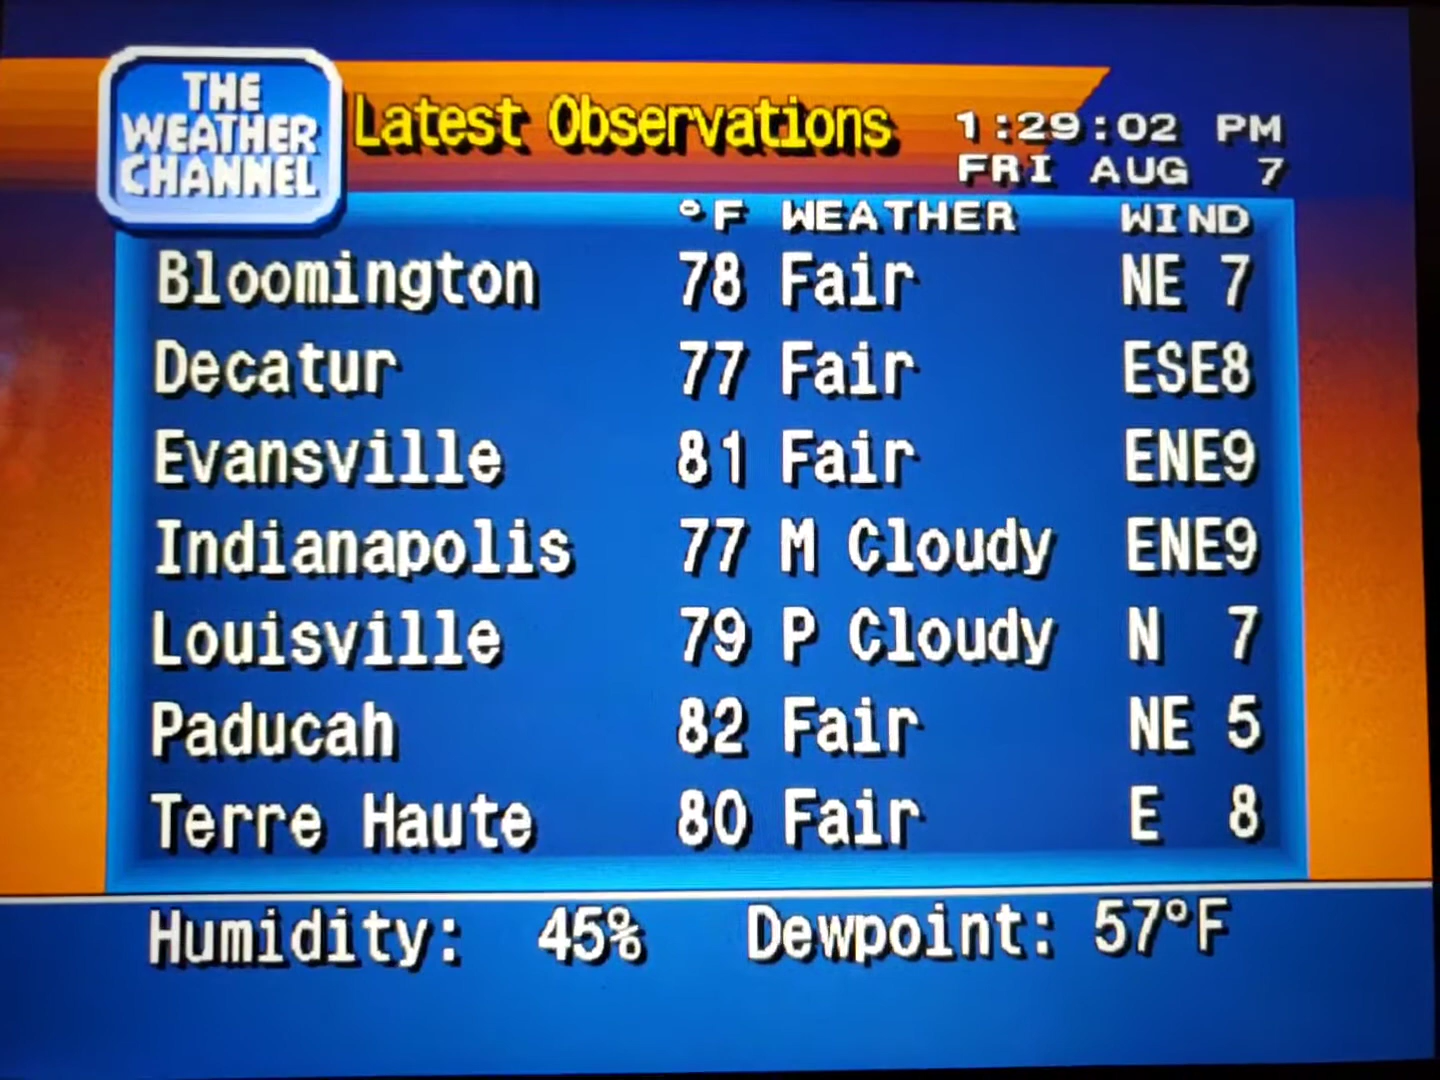 THE
WEATHER
CHANNEL
Latest Observations
1:29:02 PM
FRI AUG 7
°F WEATHER WIND
Bloomington 78 Fair NE 7
Decatur 77 Fair ESE8
Evansville 81 Fair ENE9
Indianapolis 77 M Cloudy ENE9
Louisville 79 P Cloudy N 7
Paducah 82 Fair NE 5
Terre Haute 80 Fair E 8
Humidity: 45% Dewpoint: 57°F